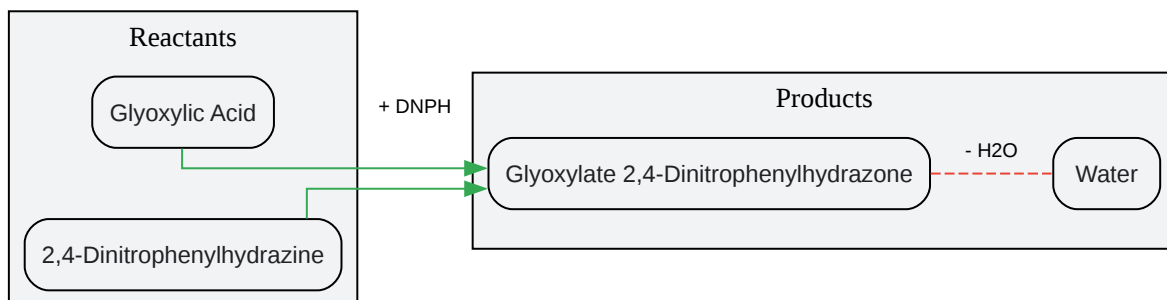 Reactants
Glyoxylic Acid
2,4-Dinitrophenylhydrazine
+ DNPH
Products
Glyoxylate 2,4-Dinitrophenylhydrazone
- H2O
Water